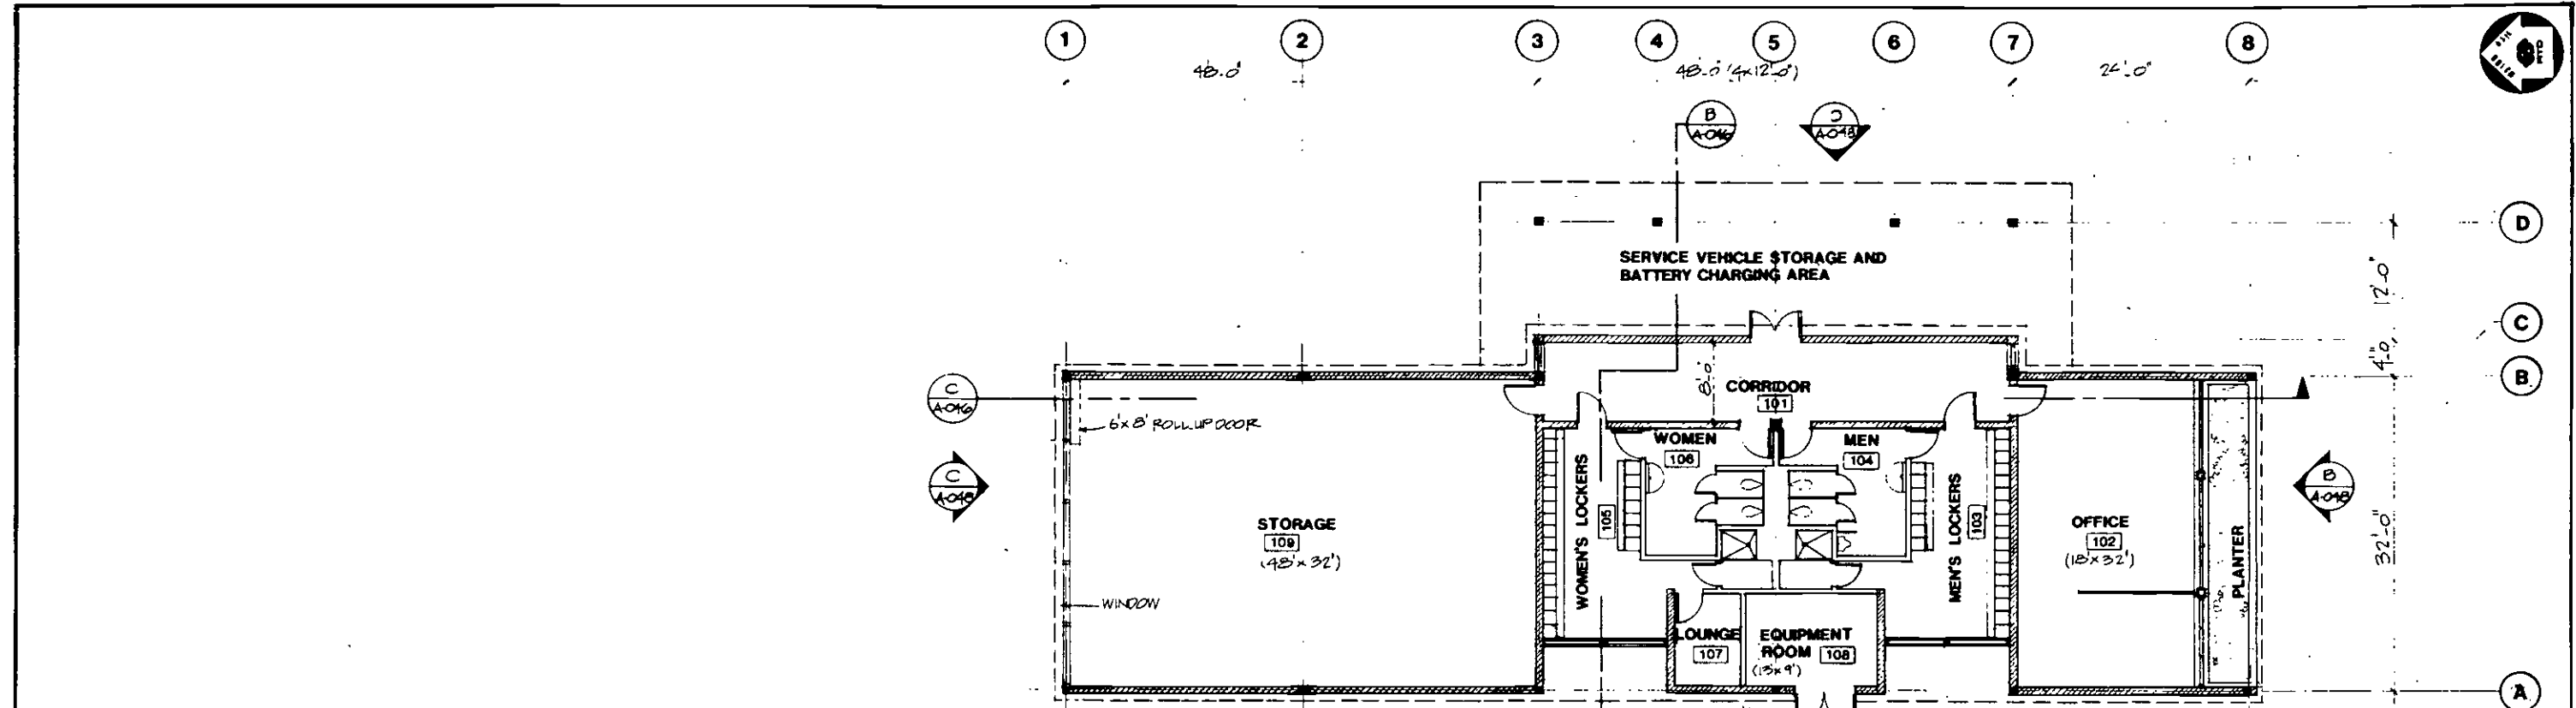 1 2 3 4 5 6 7 8
48'-0" 48'-0" (4x12'-0") 24'-0"
B
A-046
D
A-048
D
SERVICE VEHICLE STORAGE AND
BATTERY CHARGING AREA
12'-0"
C
4'-0"
B
C
A-046
8'-0"
CORRIDOR
101
6'x8' ROLL UP DOOR
WOMEN
106
MEN
104
C
A-048
WOMEN'S LOCKERS
105
MEN'S LOCKERS
103
B
A-048
STORAGE
109
(48'x32')
OFFICE
102
(18'x32')
PLANTER
32'-0"
WINDOW
LOUNGE
107
EQUIPMENT
ROOM 108
(15'x9')
A